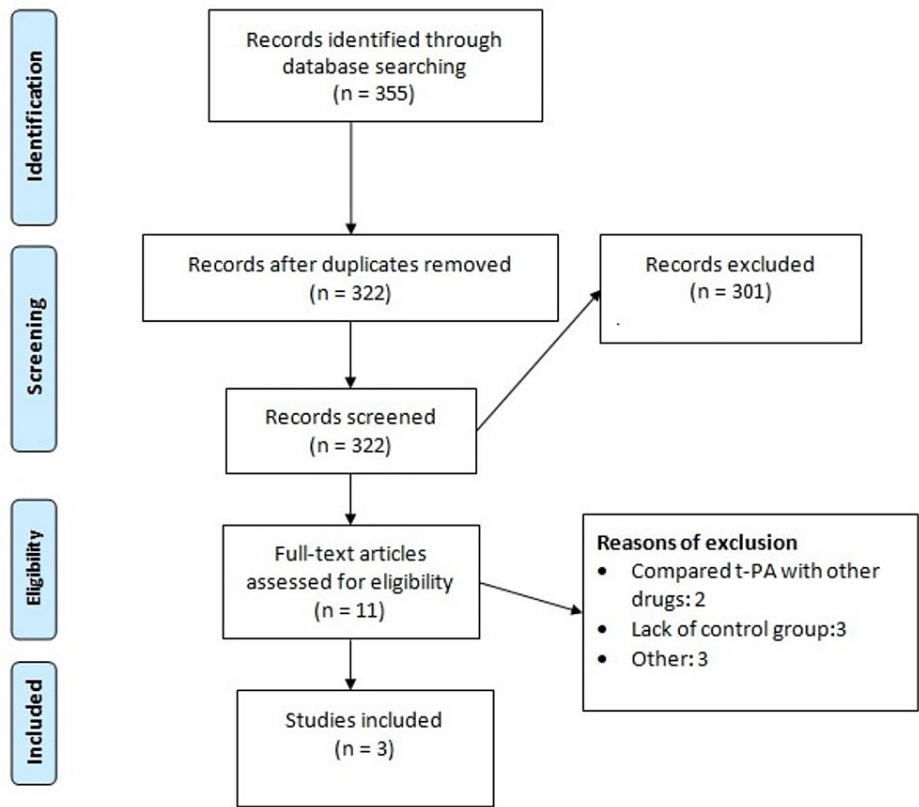 Identification
Records identified through
database searching
(n = 355)
Screening
Records after duplicates removed
(n = 322)
Records excluded
(n = 301)
.
Records screened
(n = 322)
Eligibility
Full-text articles
assessed for eligibility
(n = 11)
Reasons of exclusion
• Compared t-PA with other
drugs: 2
• Lack of control group:3
• Other: 3
Included
Studies included
(n = 3)